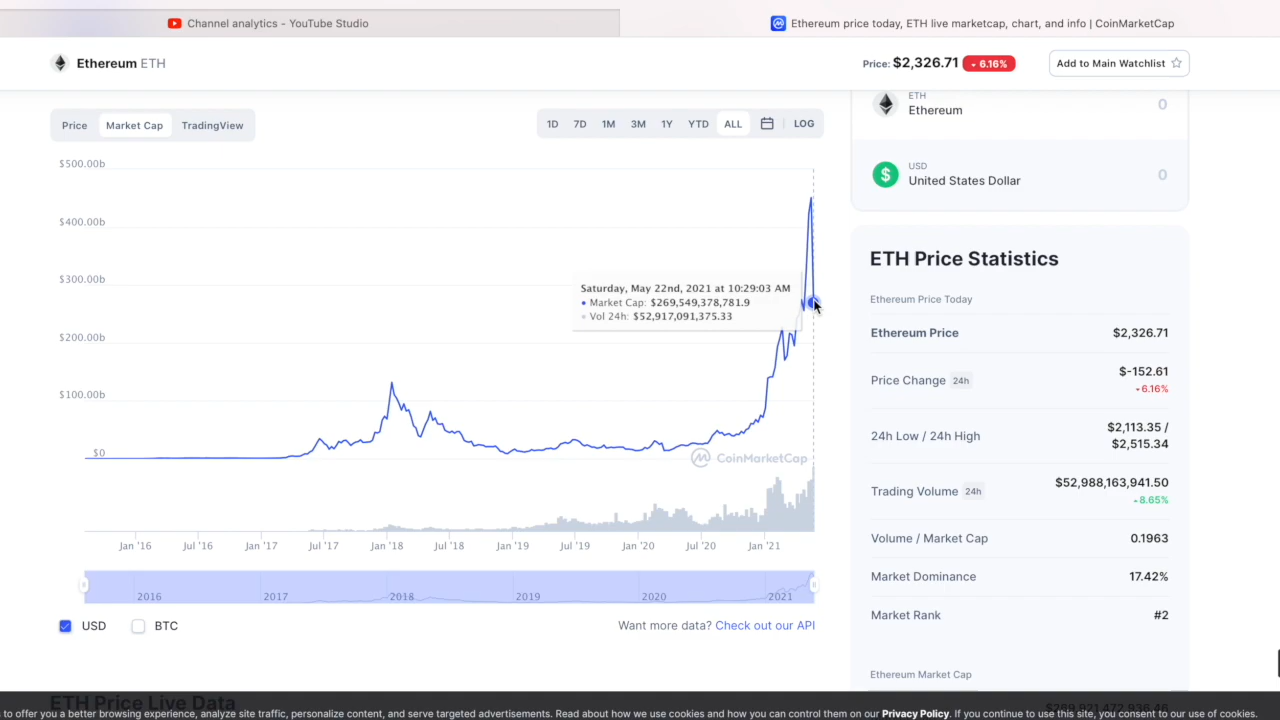 Channel analytics - YouTube Studio
Ethereum price today, ETH live marketcap, chart, and info | CoinMarketCap
Ethereum ETH
Price: $2,326.71 6.16%
Add to Main Watchlist
Price Market Cap TradingView
1D 7D 1M 3M 1Y YTD ALL LOG
$500.00b
$400.00b
$300.00b
$200.00b
$100.00b
$0
Saturday, May 22nd, 2021 at 10:29:03 AM
Market Cap: $269,549,378,781.9
Vol 24h: $52,917,091,375.33
CoinMarketCap
Jan '16 Jul '16 Jan '17 Jul '17 Jan '18 Jul '18 Jan '19 Jul '19 Jan '20 Jul '20 Jan '21
2016 2017 2018 2019 2020 2021
USD BTC
Want more data? Check out our API
ETH
Ethereum 0
USD
United States Dollar 0
ETH Price Statistics
Ethereum Price Today
Ethereum Price $2,326.71
Price Change 24h $-152.61
6.16%
24h Low / 24h High $2,113.35 /
$2,515.34
Trading Volume 24h $52,988,163,941.50
8.65%
Volume / Market Cap 0.1963
Market Dominance 17.42%
Market Rank #2
Ethereum Market Cap
ETH Price Live Data
to offer you a better browsing experience, analyze site traffic, personalize content, and serve targeted advertisements. Read about how we use cookies and how you can control them on our Privacy Policy. If you continue to use this site, you consent to our use of cookies.